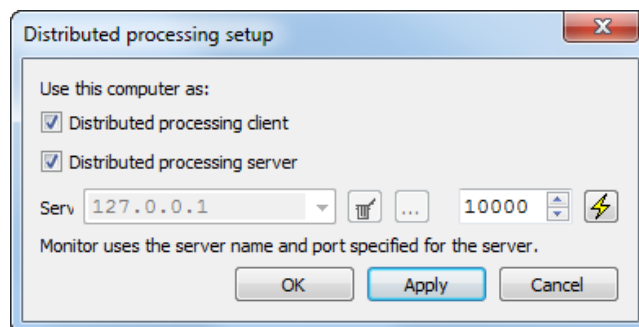 Distributed processing setup
Use this computer as:
Distributed processing client
Distributed processing server
Serv 127.0.0.1 ... 10000
Monitor uses the server name and port specified for the server.
OK Apply Cancel